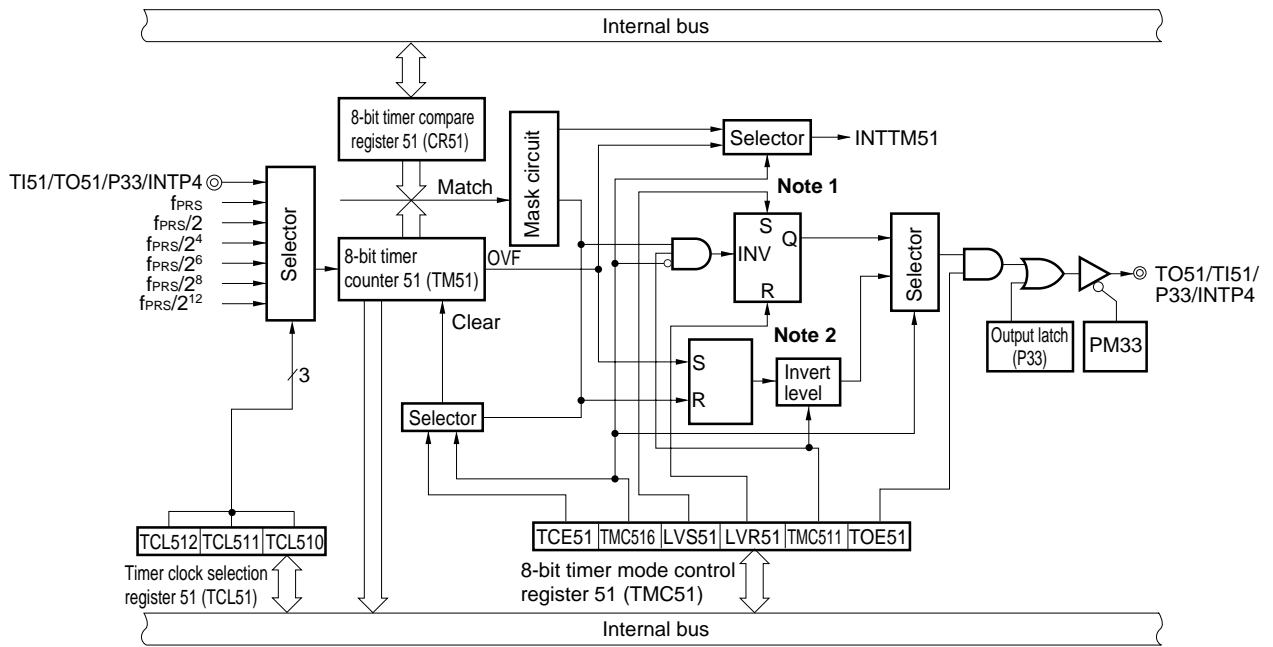 Internal bus
8-bit timer compare
register 51 (CR51)
Mask circuit
Selector
INTTM51
TI51/TO51/P33/INTP4
fPRS
fPRS/2
fPRS/2⁴
fPRS/2⁶
fPRS/2⁸
fPRS/2¹²
Selector
Match
8-bit timer
counter 51 (TM51)
OVF
Clear
Note 1
S
INV
Q
R
Selector
TO51/TI51/
P33/INTP4
Output latch
(P33)
PM33
Note 2
S
R
Invert
level
3
Selector
TCL512
TCL511
TCL510
Timer clock selection
register 51 (TCL51)
TCE51
TMC516
LVS51
LVR51
TMC511
TOE51
8-bit timer mode control
register 51 (TMC51)
Internal bus